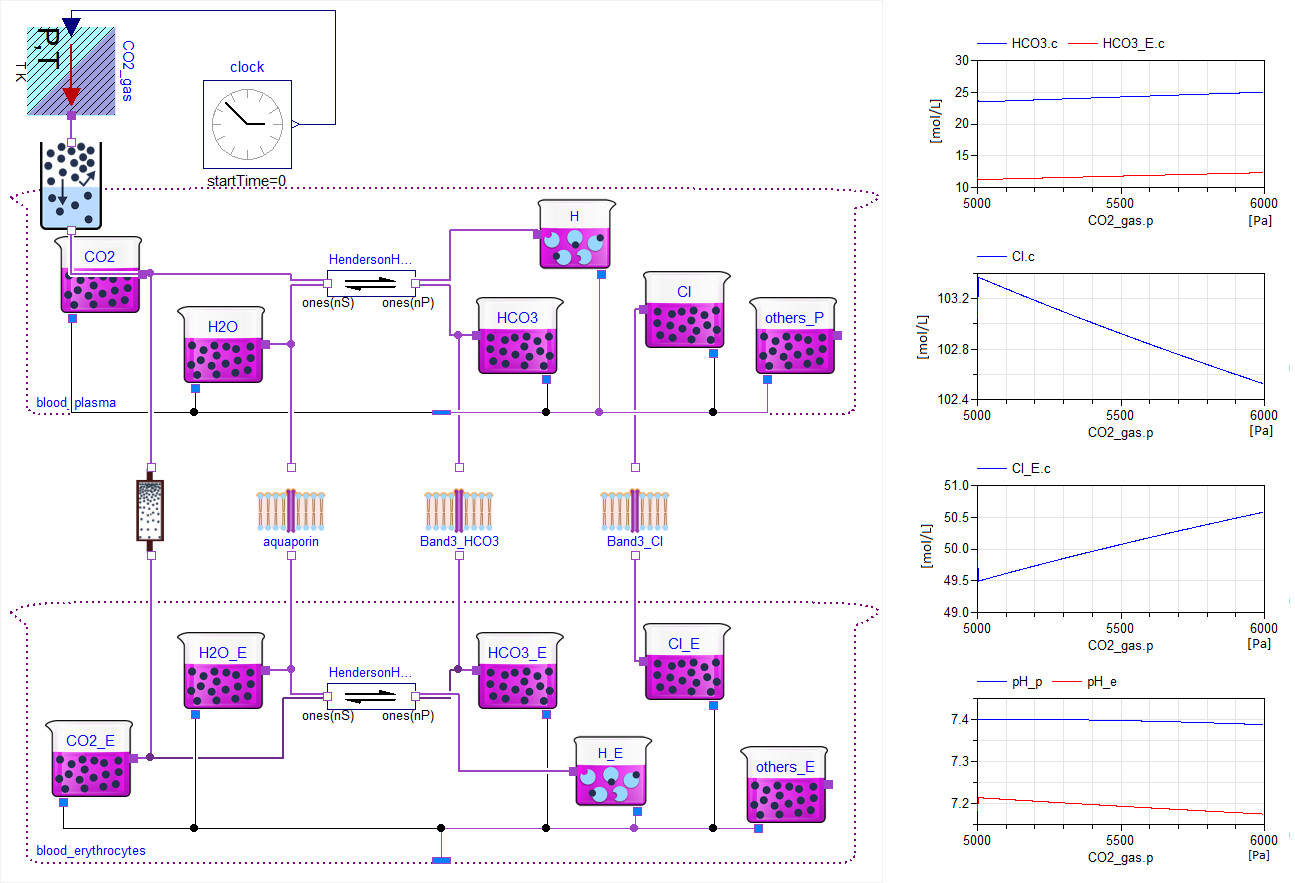 P,T
T K
CO2_gas
clock
startTime=0
CO2
H2O
HendersonH...
ones(nS)
ones(nP)
H
HCO3
Cl
others_P
blood_plasma
aquaporin
Band3_HCO3
Band3_Cl
H2O_E
HendersonH...
ones(nS)
ones(nP)
HCO3_E
Cl_E
CO2_E
H_E
others_E
blood_erythrocytes
HCO3.c HCO3_E.c
30
25
20
15
10
[mol/L]
5000 5500 6000
CO2_gas.p [Pa]
Cl.c
103.2
102.8
102.4
[mol/L]
5000 5500 6000
CO2_gas.p [Pa]
Cl_E.c
51.0
50.5
50.0
49.5
49.0
[mol/L]
5000 5500 6000
CO2_gas.p [Pa]
pH_p pH_e
7.4
7.3
7.2
5000 5500 6000
CO2_gas.p [Pa]